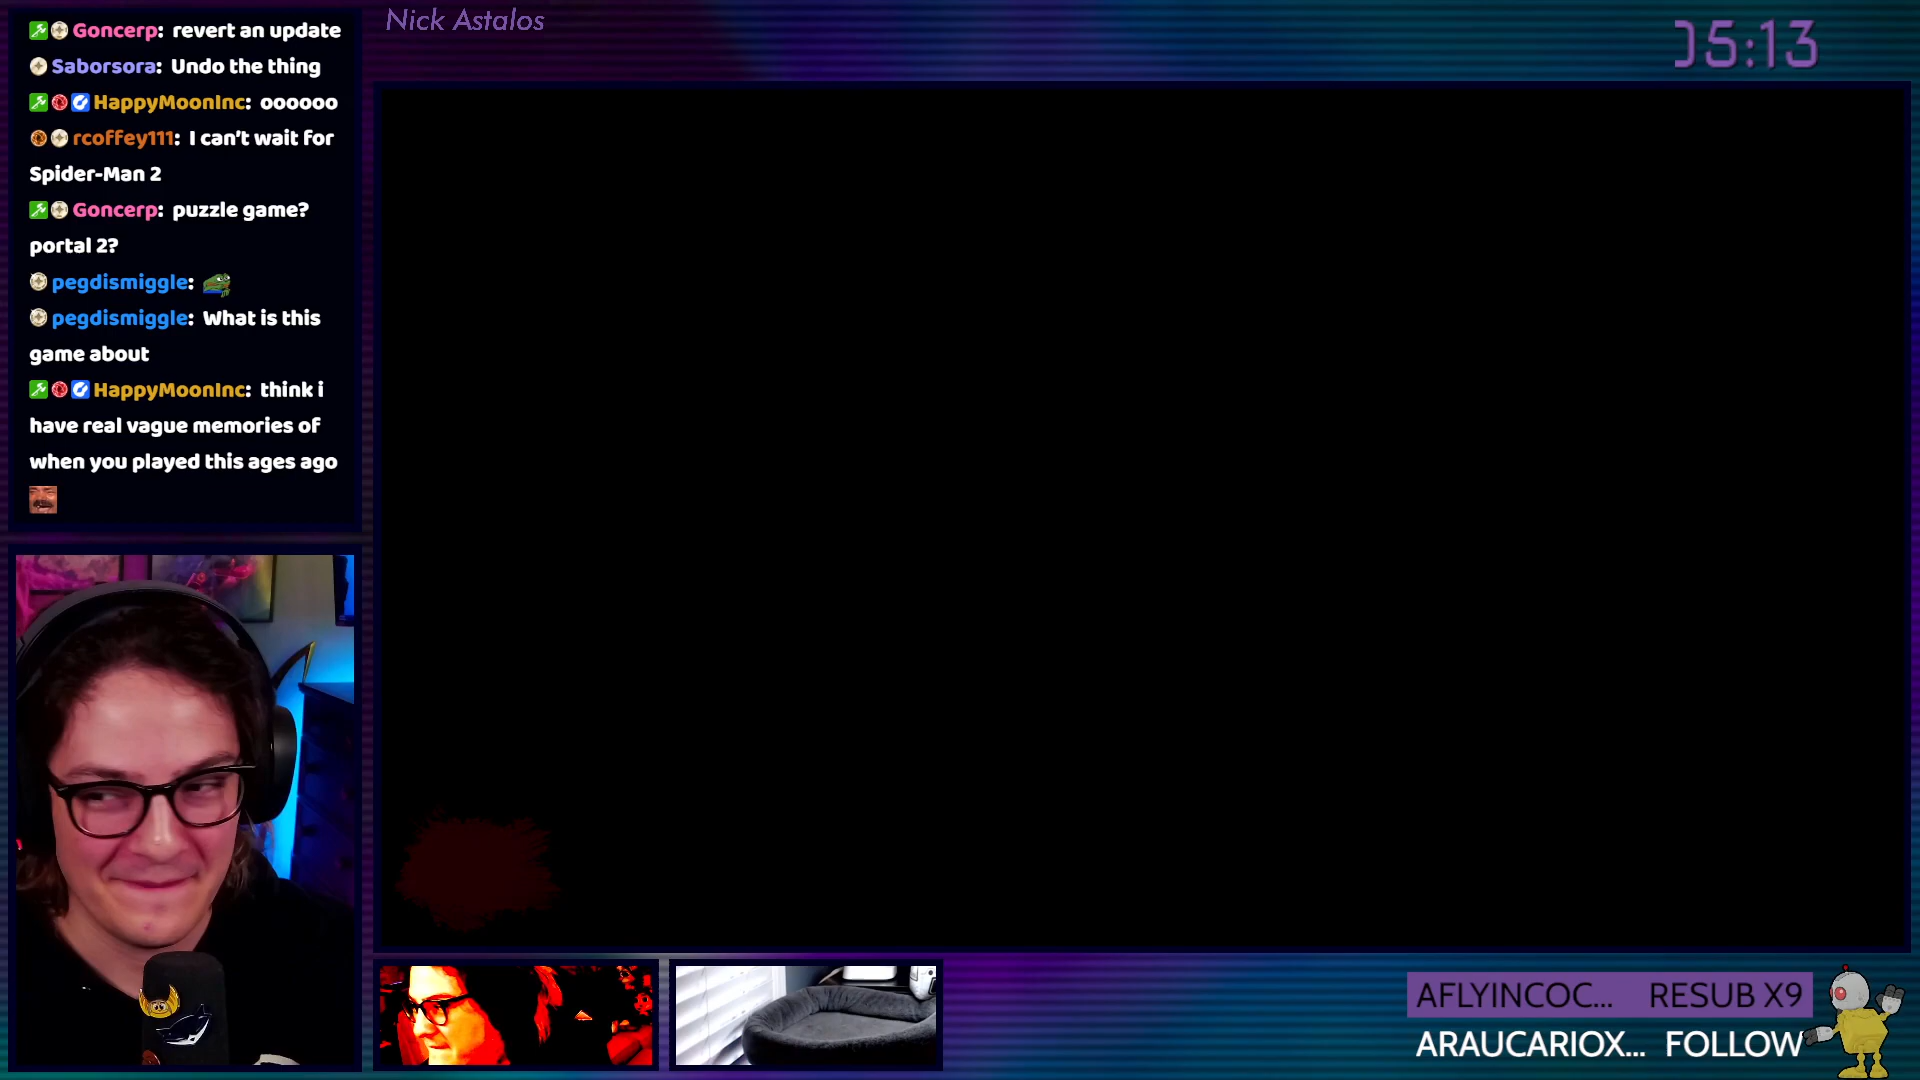 Goncerp: revert an update
Saborsora: Undo the thing
HappyMoonInc: oooooo
rcoffey111: I can't wait for
Spider-Man 2
Goncerp: puzzle game?
portal 2?
pegdismiggle:
pegdismiggle: What is this
game about
HappyMoonInc: think i
have real vague memories of
when you played this ages ago
Nick Astalos
05:13
AFLYINCOC... RESUB X9
ARAUCARIOX... FOLLOW